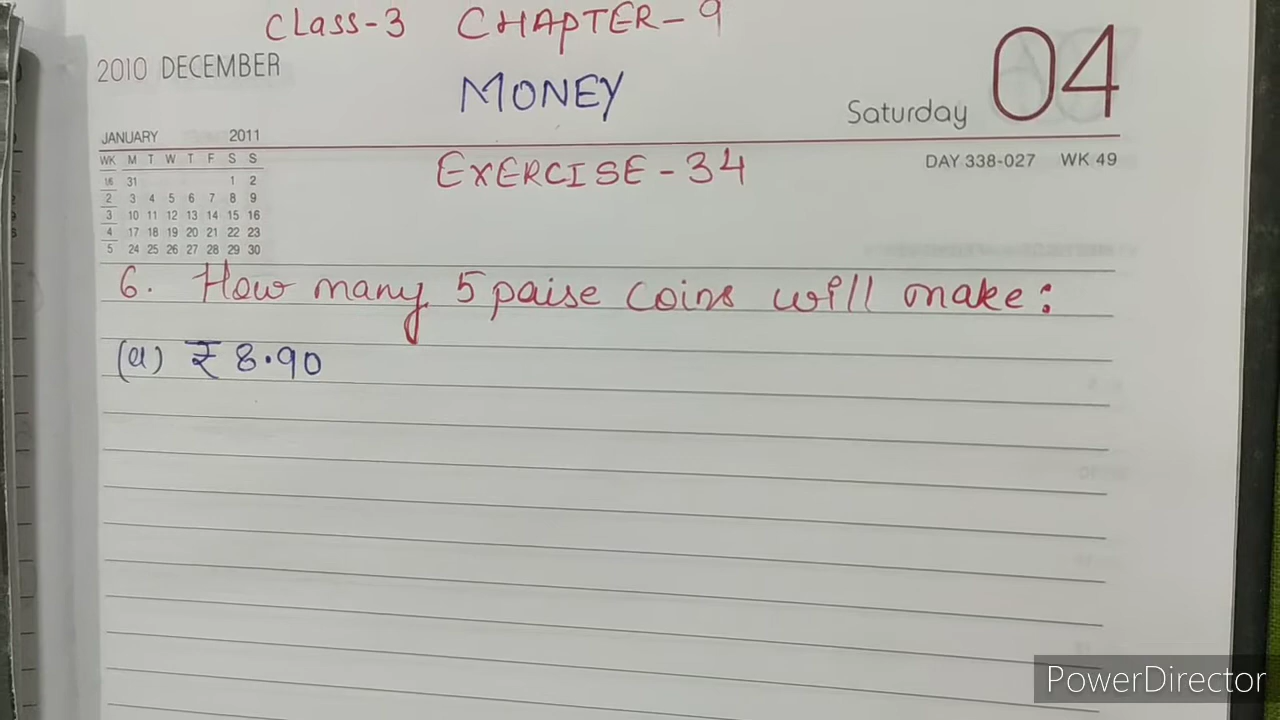 Class-3 CHAPTER-9
2010 DECEMBER
MONEY
Saturday 04
JANUARY 2011
EXERCISE-34
DAY 338-027 WK 49
WK M T W T F S S
31 1 2
2 3 4 5 6 7 8 9
3 10 11 12 13 14 15 16
4 17 18 19 20 21 22 23
5 24 25 26 27 28 29 30
6. How many 5 paise coins will make:
(a) ₹ 8.90
PowerDirector